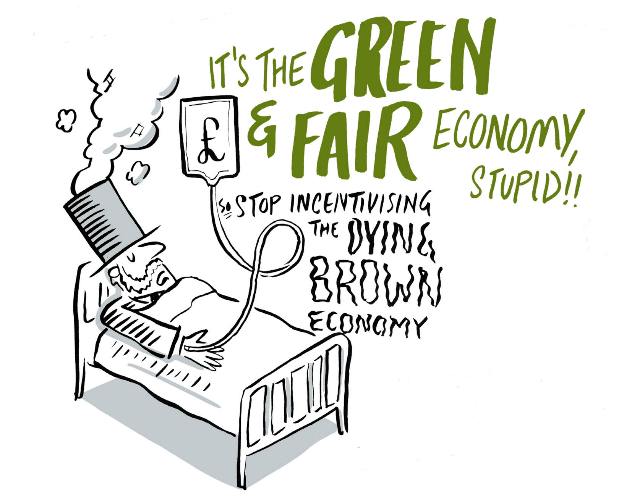 IT'S THE GREEN
& FAIR ECONOMY,
STUPID!!
£
SO STOP INCENTIVISING
THE DYING
BROWN
ECONOMY